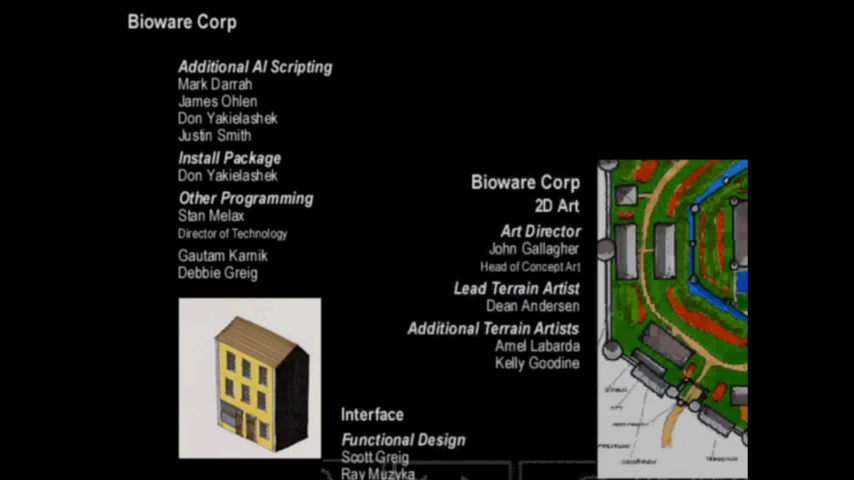 Bioware Corp
Additional AI Scripting
Mark Darrah
James Ohlen
Don Yakielashek
Justin Smith
Install Package
Don Yakielashek
Other Programming
Stan Melax
Director of Technology
Gautam Karnik
Debbie Greig
Bioware Corp
2D Art
Art Director
John Gallagher
Head of Concept Art
Lead Terrain Artist
Dean Andersen
Additional Terrain Artists
Arnel Labarda
Kelly Goodine
Interface
Functional Design
Scott Greig
Ray Muzyka